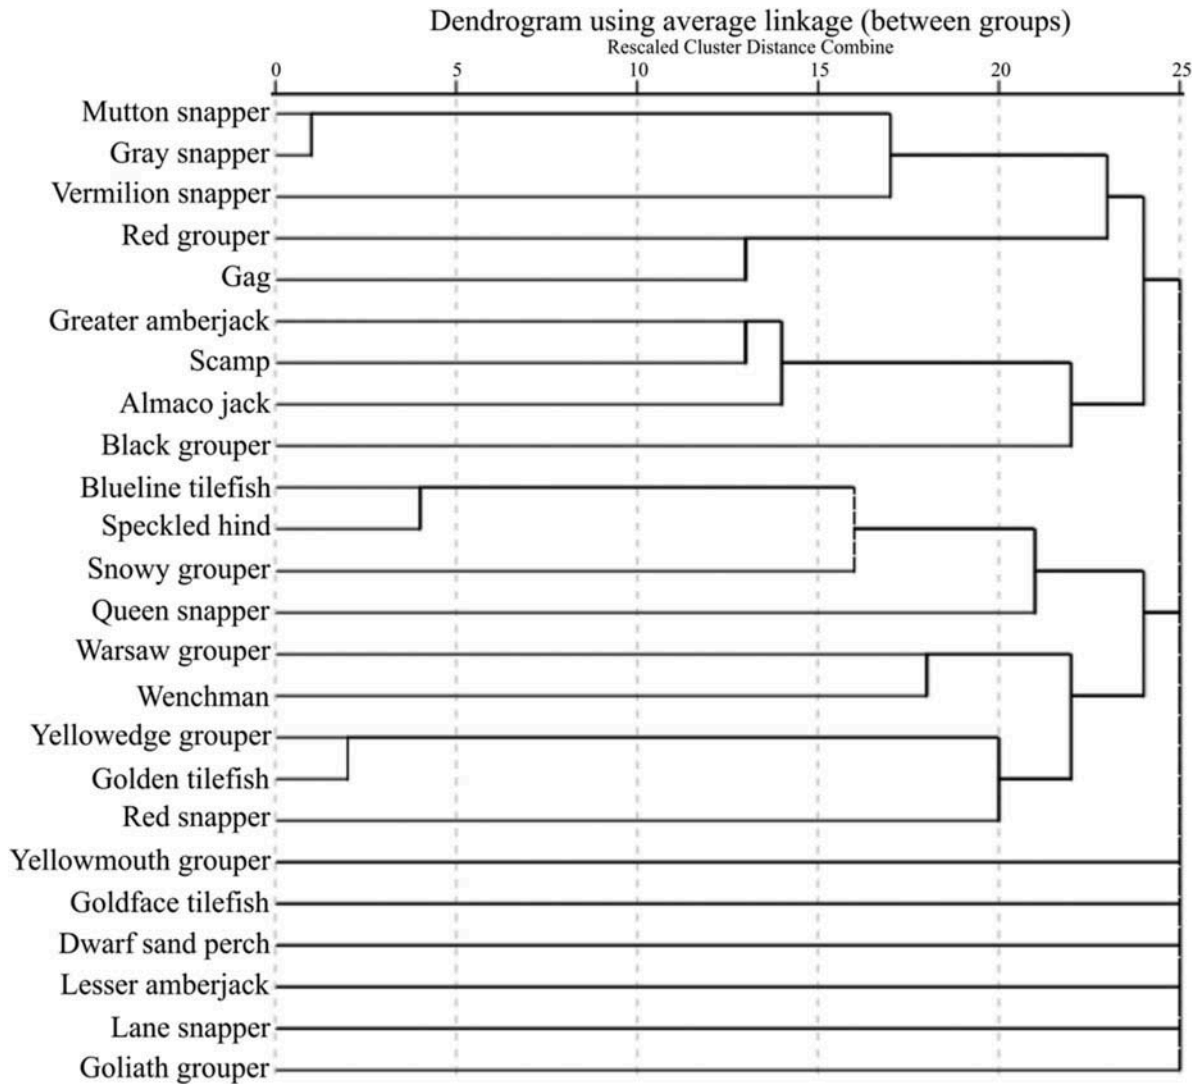 Dendrogram using average linkage (between groups)
Rescaled Cluster Distance Combine
0 5 10 15 20 25
Mutton snapper
Gray snapper
Vermilion snapper
Red grouper
Gag
Greater amberjack
Scamp
Almaco jack
Black grouper
Blueline tilefish
Speckled hind
Snowy grouper
Queen snapper
Warsaw grouper
Wenchman
Yellowedge grouper
Golden tilefish
Red snapper
Yellowmouth grouper
Goldface tilefish
Dwarf sand perch
Lesser amberjack
Lane snapper
Goliath grouper